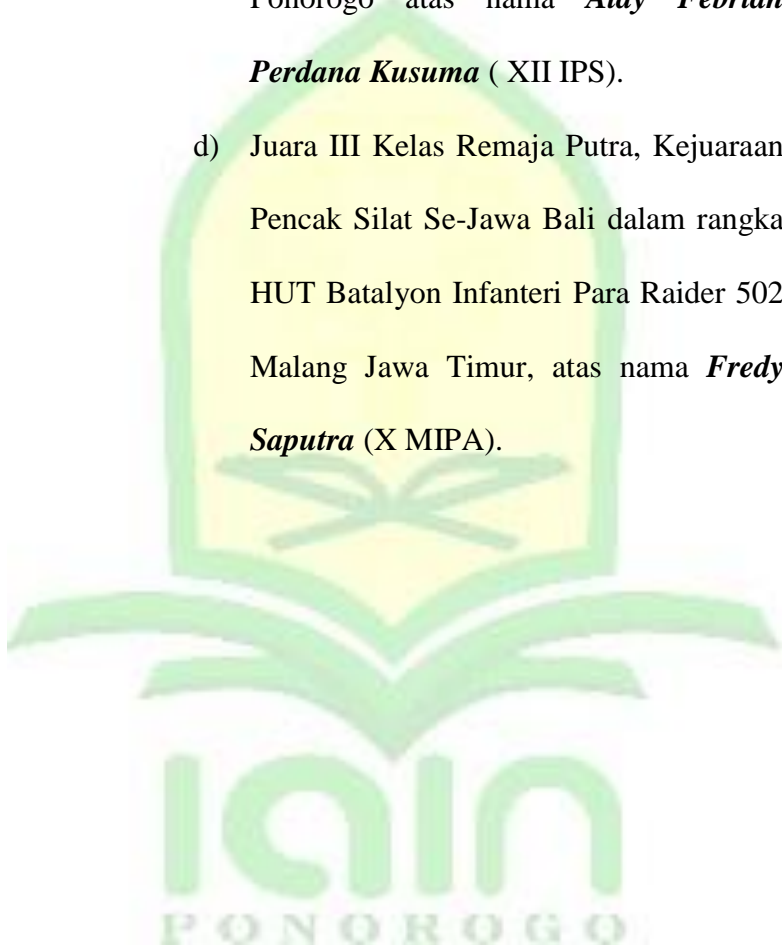 Ponorogo atas nama Febrian
Perdana Kusuma ( XII IPS).
d) Juara III Kelas Remaja Putra, Kejuaraan
Pencak Silat Se-Jawa Bali dalam rangka
HUT Batalyon Infanteri Para Raider 502
Malang Jawa Timur, atas nama Fredy
Saputra (X MIPA).
iain
PONOROGO